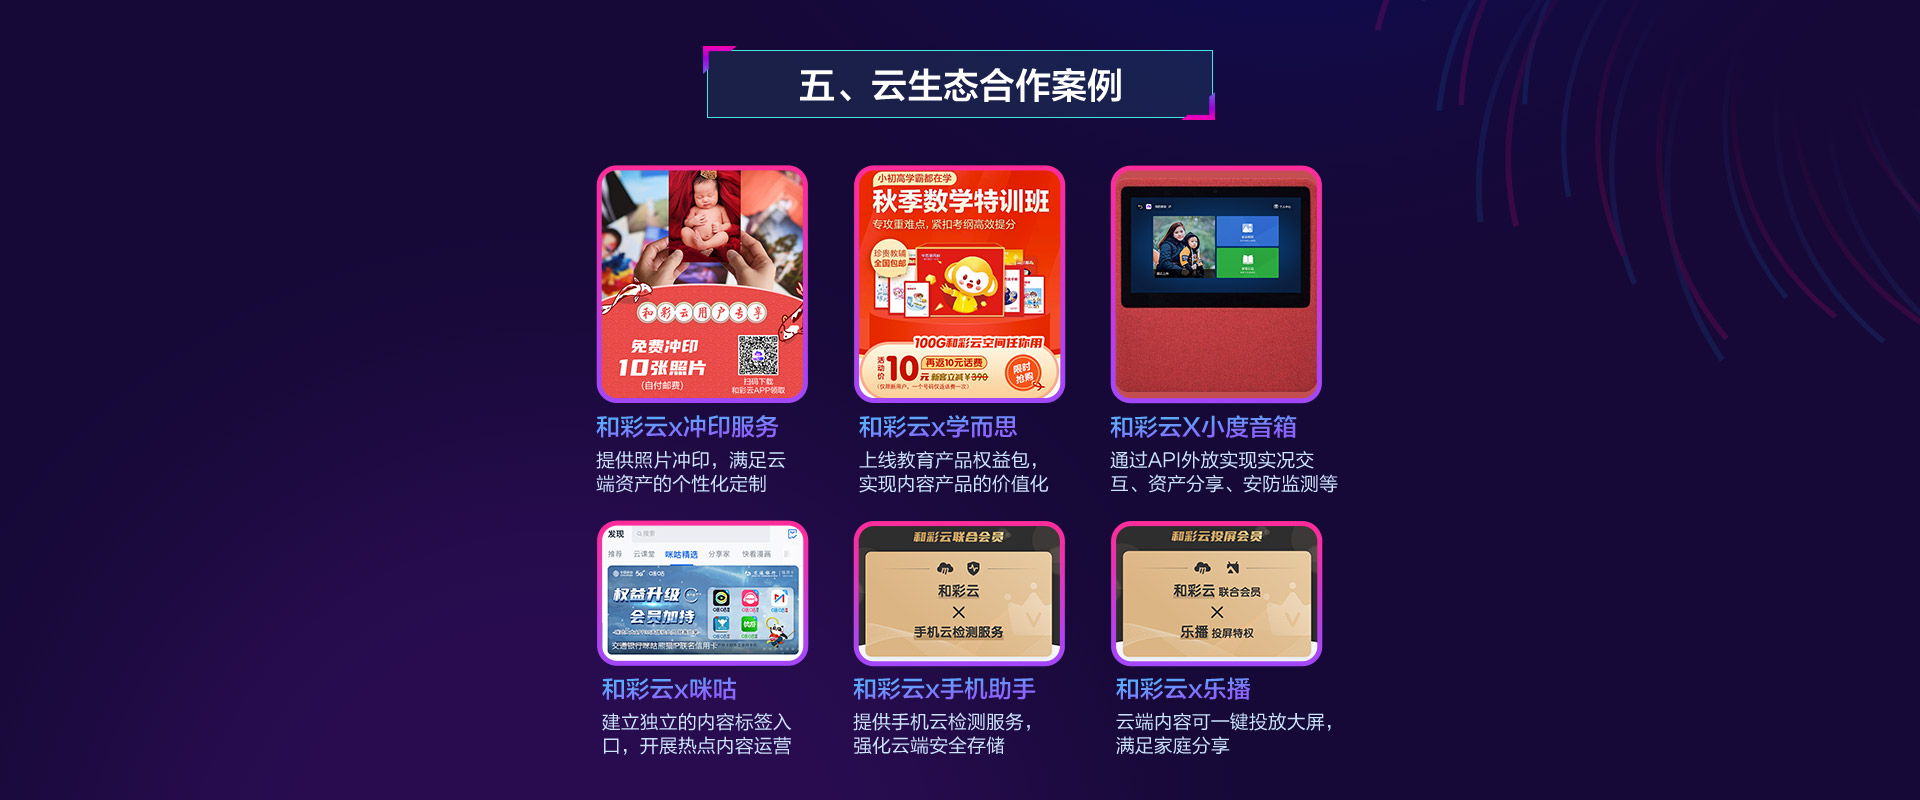 五、云生态合作案例
和彩云用户专享
免费冲印
10张照片
(自付邮费)
扫码下载
和彩云APP领取
和彩云x冲印服务
提供照片冲印，满足云
端资产的个性化定制
小初高学霸都在学
秋季数学特训班
专攻重难点，紧扣考纲高效提分
珍贵教辅
全国包邮
100G和彩云空间任你用
活动价
10元
再返10元话费
新客立减￥390
限时
抢购
和彩云x学而思
上线教育产品权益包，
实现内容产品的价值化
和彩云X小度音箱
通过API外放实现实况交
互、资产分享、安防监测等
发现
搜索
推荐 云课堂 咪咕精选 分享家 快看漫画
权益升级
会员加持
交通银行咪咕熊猫IP联名信用卡
和彩云x咪咕
建立独立的内容标签入
口，开展热点内容运营
和彩云联合会员
和彩云
×
手机云检测服务
和彩云x手机助手
提供手机云检测服务，
强化云端安全存储
和彩云投屏会员
和彩云 联合会员
×
乐播 投屏特权
和彩云x乐播
云端内容可一键投放大屏，
满足家庭分享